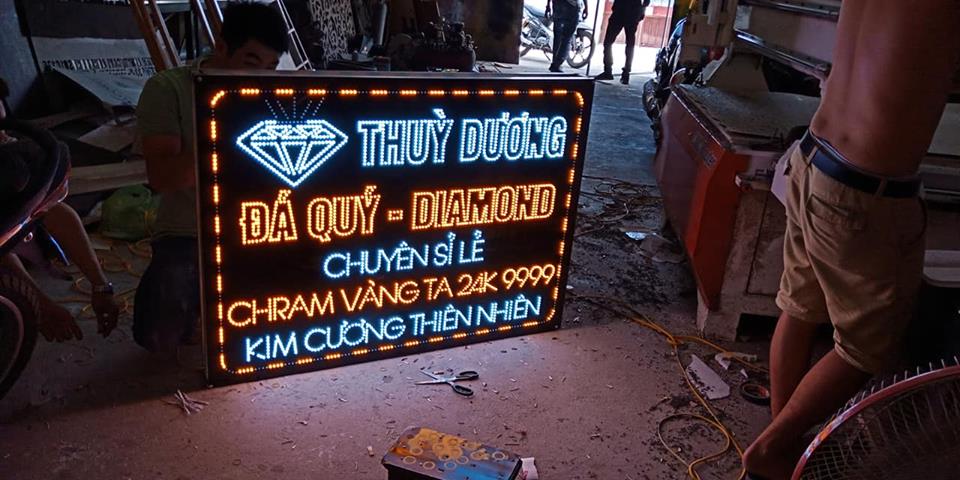 THUỲ DƯƠNG
ĐÁ QUÝ - DIAMOND
CHUYÊN SỈ LẺ
CHRAM VÀNG TA 24K 9999
KIM CƯƠNG THIÊN NHIÊN